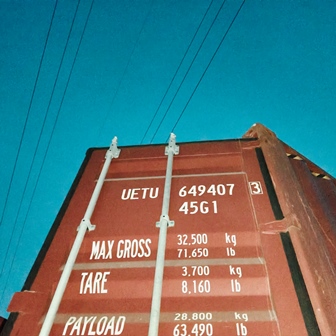 UETU 649407 3
45G1
MAX GROSS 32,500 kg
71,650 lb
TARE 3,700 kg
8,160 lb
PAYLOAD 28,800 kg
63,490 lb